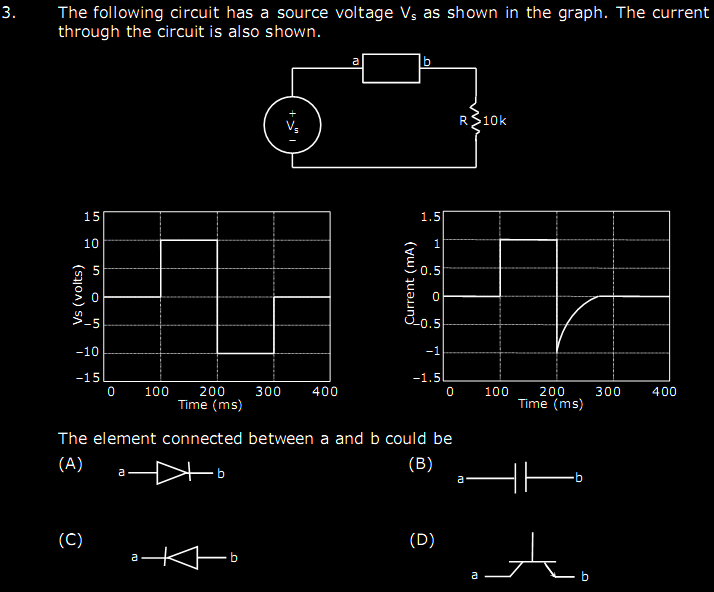 3. The following circuit has a source voltage Vs as shown in the graph. The current
through the circuit is also shown.
a b
+
Vs
−
R 10k
15
10
5
0
−5
−10
−15
Vs (volts)
0 100 200 300 400
Time (ms)
1.5
1
0.5
0
−0.5
−1
−1.5
Current (mA)
0 100 200 300 400
Time (ms)
The element connected between a and b could be
(A) a b
(B) a b
(C) a b
(D) a b